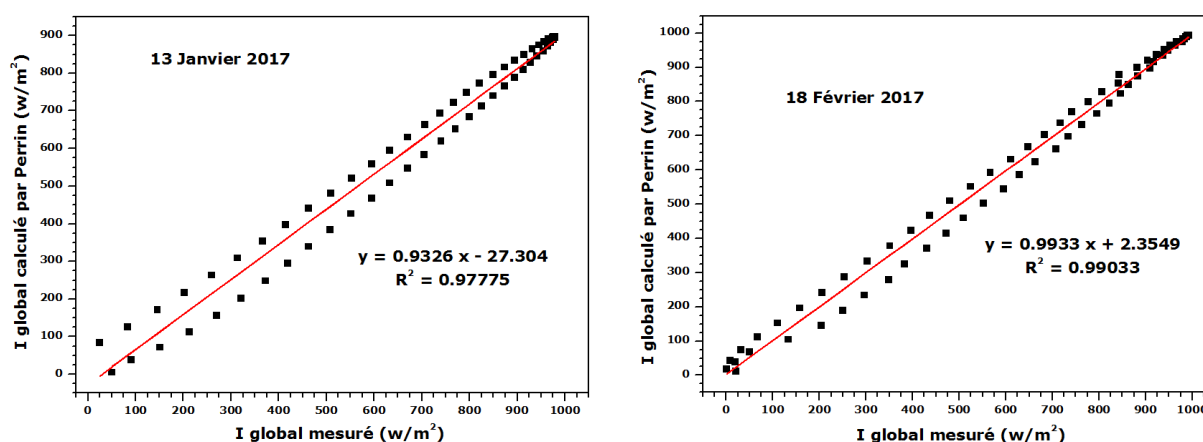 13 Janvier 2017
I global calculé par Perrin (w/m²)
900
800
700
600
500
400
300
200
100
0
y = 0.9326 x - 27.304
R² = 0.97775
0 100 200 300 400 500 600 700 800 900 1000
I global mesuré (w/m²)
18 Février 2017
I global calculé par Perrin (w/m²)
1000
900
800
700
600
500
400
300
200
100
0
y = 0.9933 x + 2.3549
R² = 0.99033
0 100 200 300 400 500 600 700 800 900 1000
I global mesuré (w/m²)